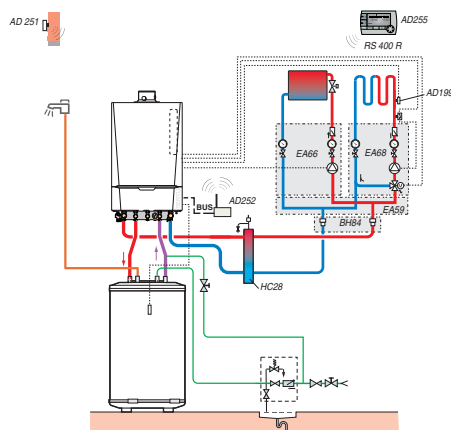 AD 251
AD255
RS 400 R
AD199
EA66
EA68
BUS
AD252
EA59
BH84
HC28